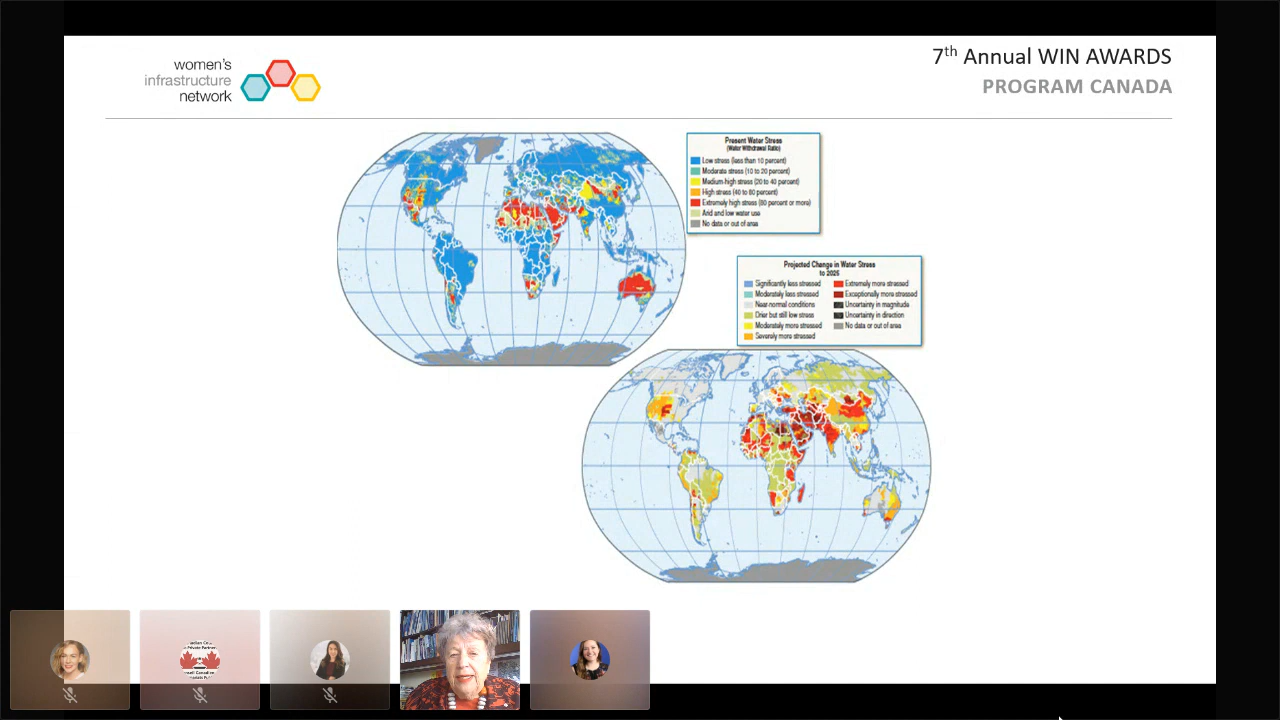 women's
infrastructure
network
7th Annual WIN AWARDS
PROGRAM CANADA
Present Water Stress
(Water Withdrawal Ratio)
Low stress (less than 10 percent)
Moderate stress (10 to 20 percent)
Medium-high stress (20 to 40 percent)
High stress (40 to 80 percent)
Extremely high stress (80 percent or more)
Arid and low water use
No data or out of area
Projected Change in Water Stress
to 2025
Significantly less stressed
Moderately less stressed
Near-normal conditions
Drier but still low stress
Moderately more stressed
Severely more stressed
Extremely more stressed
Exceptionally more stressed
Uncertainty in magnitude
Uncertainty in direction
No data or out of area